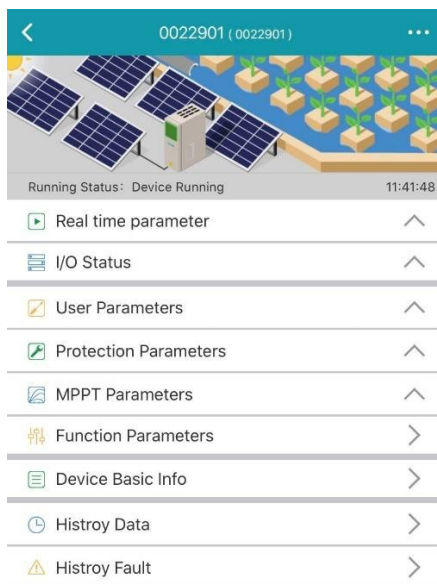 0022901 (0022901)
Running Status: Device Running 11:41:48
Real time parameter
I/O Status
User Parameters
Protection Parameters
MPPT Parameters
Function Parameters
Device Basic Info
Histroy Data
Histroy Fault